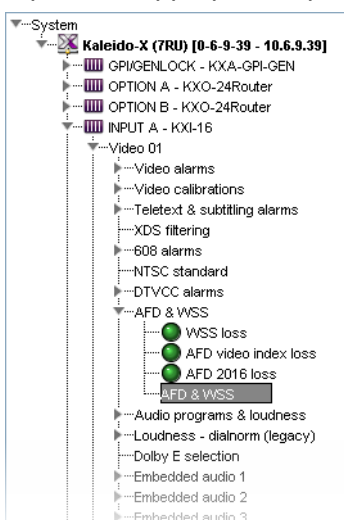 System
Kaleido-X (7RU) [0-6-9-39 - 10.6.9.39]
GPI/GENLOCK - KXA-GPI-GEN
OPTION A - KXO-24Router
OPTION B - KXO-24Router
INPUT A - KXI-16
Video 01
Video alarms
Video calibrations
Teletext & subtitling alarms
XDS filtering
608 alarms
NTSC standard
DTVCC alarms
AFD & WSS
WSS loss
AFD video index loss
AFD 2016 loss
AFD & WSS
Audio programs & loudness
Loudness - dialnorm (legacy)
Dolby E selection
Embedded audio 1
Embedded audio 2
Embedded audio 3